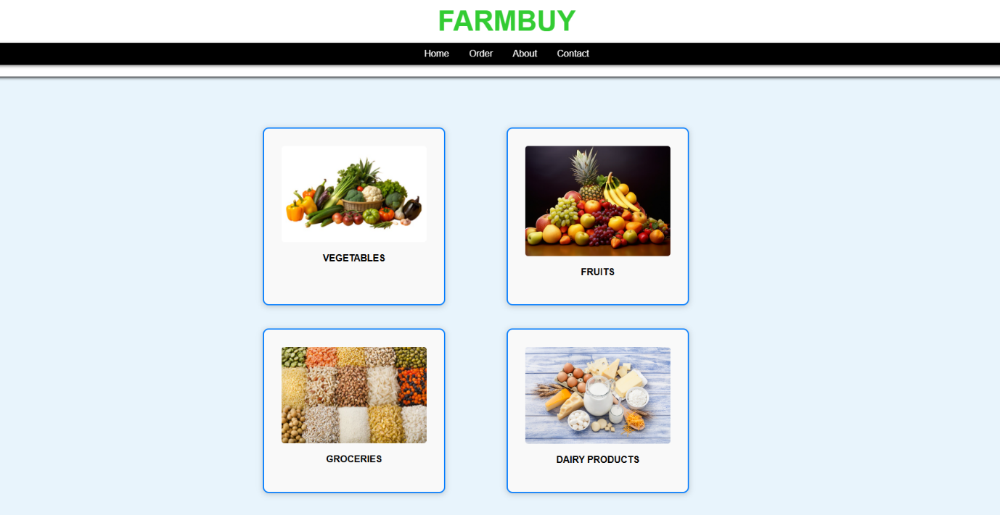 FARMBUY
Home Order About Contact
VEGETABLES
FRUITS
GROCERIES
DAIRY PRODUCTS